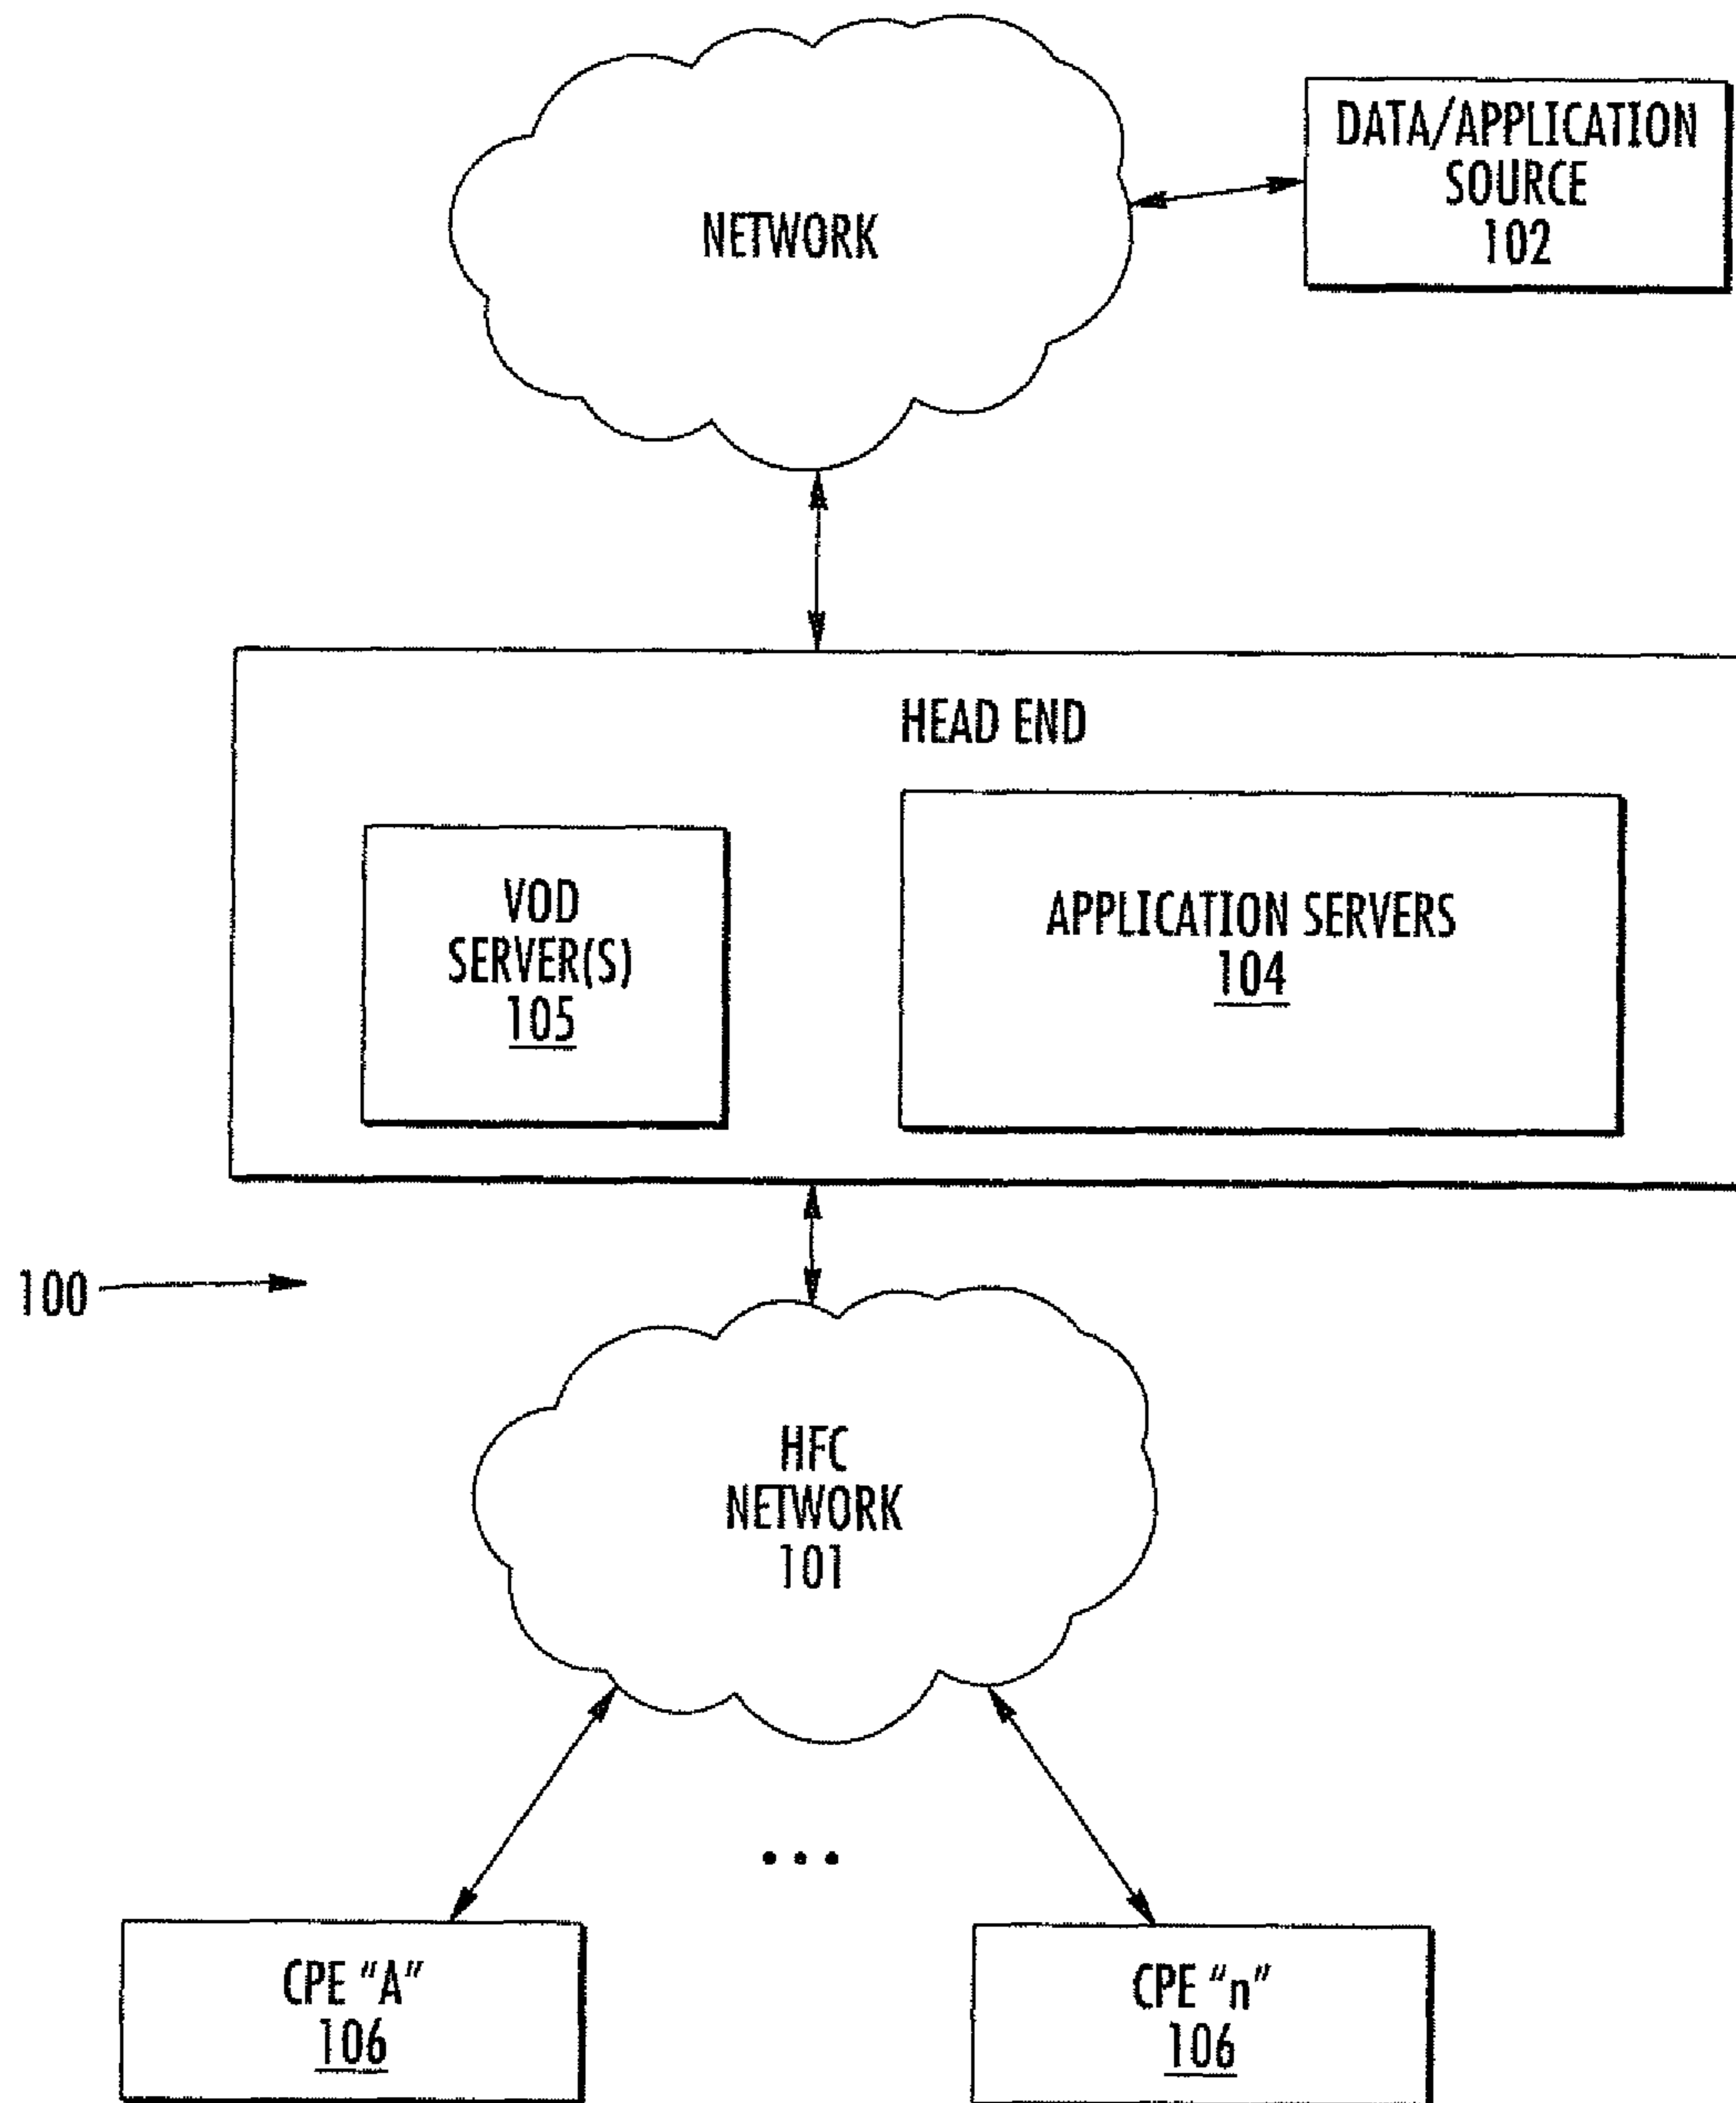 NETWORK
DATA/APPLICATION
SOURCE
102
HEAD END
VOD
SERVER(S)
105
APPLICATION SERVERS
104
100
HFC
NETWORK
101
•••
CPE "A"
106
CPE "n"
106